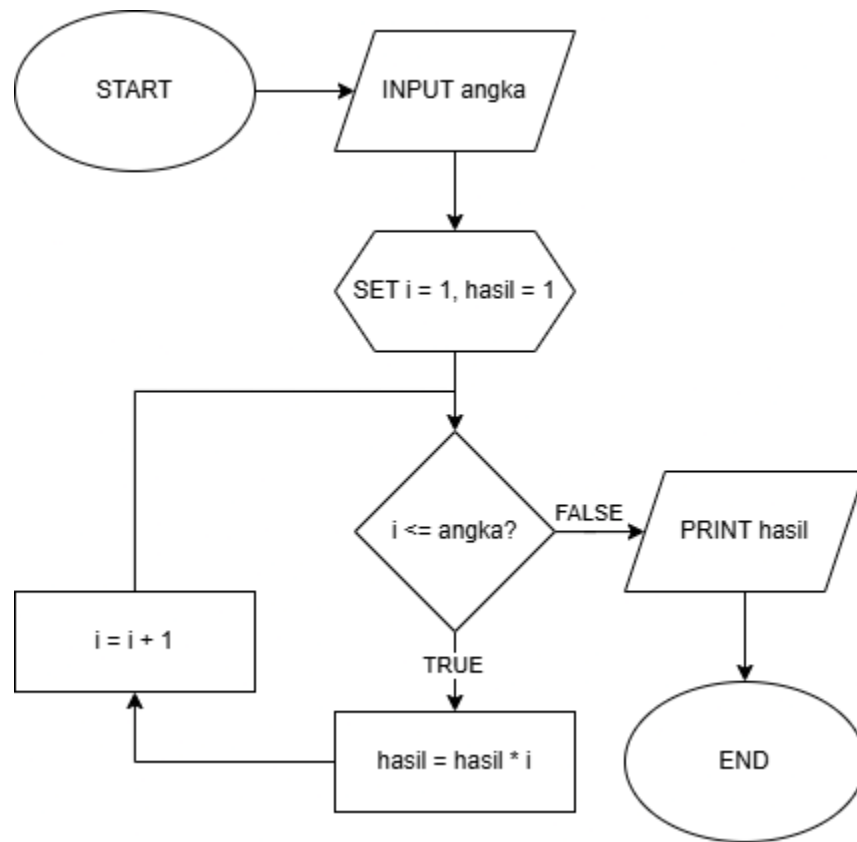 START
INPUT angka
SET i = 1, hasil = 1
i <= angka?
FALSE
PRINT hasil
i = i + 1
TRUE
hasil = hasil * i
END